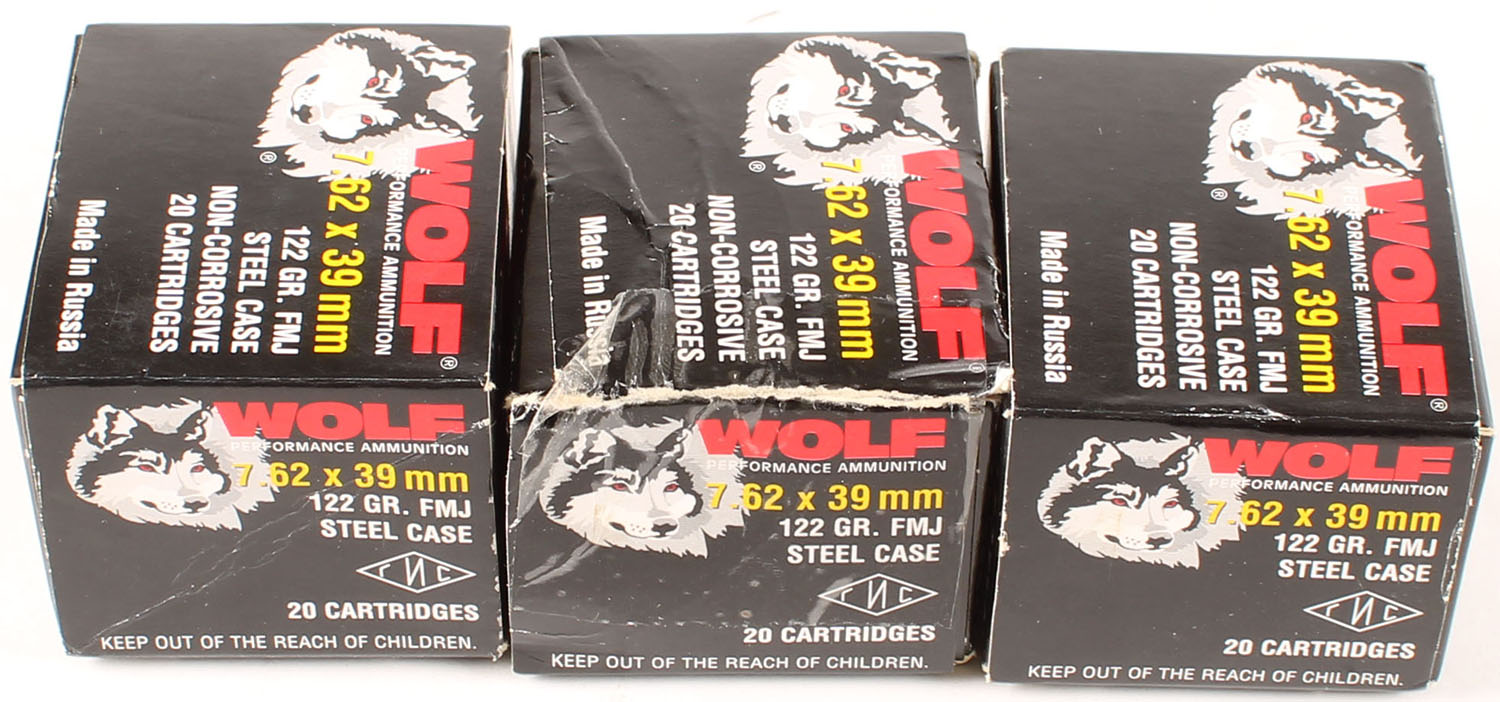 WOLF®
PERFORMANCE AMMUNITION
7.62 x 39 mm
122 GR. FMJ
STEEL CASE
NON-CORROSIVE
20 CARTRIDGES
Made in Russia
®
WOLF
PERFORMANCE AMMUNITION
7.62 x 39 mm
122 GR. FMJ
STEEL CASE
ГИС
20 CARTRIDGES
KEEP OUT OF THE REACH OF CHILDREN.
WOLF®
PERFORMANCE AMMUNITION
7.62 x 39 mm
122 GR. FMJ
STEEL CASE
NON-CORROSIVE
20 CARTRIDGES
Made in Russia
®
WOLF
PERFORMANCE AMMUNITION
7.62 x 39 mm
122 GR. FMJ
STEEL CASE
ГИС
20 CARTRIDGES
KEEP OUT OF THE REACH OF CHILDREN.
WOLF®
PERFORMANCE AMMUNITION
7.62 x 39 mm
122 GR. FMJ
STEEL CASE
NON-CORROSIVE
20 CARTRIDGES
Made in Russia
®
WOLF
PERFORMANCE AMMUNITION
7.62 x 39 mm
122 GR. FMJ
STEEL CASE
ГИС
20 CARTRIDGES
KEEP OUT OF THE REACH OF CHILDREN.